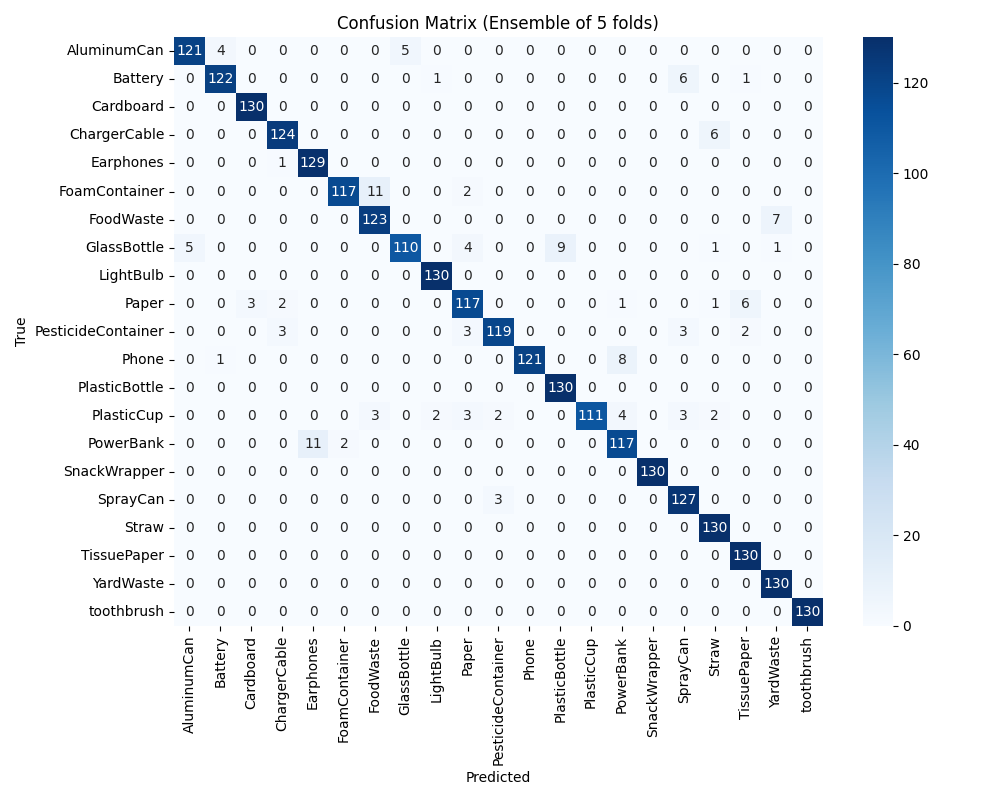 Confusion Matrix (Ensemble of 5 folds)
AluminumCan 121 4 0 0 0 0 0 5 0 0 0 0 0 0 0 0 0 0 0 0 0
Battery 0 122 0 0 0 0 0 0 1 0 0 0 0 0 0 0 6 0 1 0 0
Cardboard 0 0 130 0 0 0 0 0 0 0 0 0 0 0 0 0 0 0 0 0 0
ChargerCable 0 0 0 124 0 0 0 0 0 0 0 0 0 0 0 0 0 6 0 0 0
Earphones 0 0 0 1 129 0 0 0 0 0 0 0 0 0 0 0 0 0 0 0 0
FoamContainer 0 0 0 0 0 117 11 0 0 2 0 0 0 0 0 0 0 0 0 0 0
FoodWaste 0 0 0 0 0 0 123 0 0 0 0 0 0 0 0 0 0 0 0 7 0
GlassBottle 5 0 0 0 0 0 0 110 0 4 0 0 9 0 0 0 0 1 0 1 0
LightBulb 0 0 0 0 0 0 0 0 130 0 0 0 0 0 0 0 0 0 0 0 0
Paper 0 0 3 2 0 0 0 0 0 117 0 0 0 0 1 0 0 1 6 0 0
PesticideContainer 0 0 0 3 0 0 0 0 0 3 119 0 0 0 0 0 3 0 2 0 0
Phone 0 1 0 0 0 0 0 0 0 0 0 121 0 0 8 0 0 0 0 0 0
PlasticBottle 0 0 0 0 0 0 0 0 0 0 0 0 130 0 0 0 0 0 0 0 0
PlasticCup 0 0 0 0 0 0 3 0 2 3 2 0 0 111 4 0 3 2 0 0 0
PowerBank 0 0 0 0 11 2 0 0 0 0 0 0 0 0 117 0 0 0 0 0 0
SnackWrapper 0 0 0 0 0 0 0 0 0 0 0 0 0 0 0 130 0 0 0 0 0
SprayCan 0 0 0 0 0 0 0 0 0 0 3 0 0 0 0 0 127 0 0 0 0
Straw 0 0 0 0 0 0 0 0 0 0 0 0 0 0 0 0 0 130 0 0 0
TissuePaper 0 0 0 0 0 0 0 0 0 0 0 0 0 0 0 0 0 0 130 0 0
YardWaste 0 0 0 0 0 0 0 0 0 0 0 0 0 0 0 0 0 0 0 130 0
toothbrush 0 0 0 0 0 0 0 0 0 0 0 0 0 0 0 0 0 0 0 0 130
True
AluminumCan
Battery
Cardboard
ChargerCable
Earphones
FoamContainer
FoodWaste
GlassBottle
LightBulb
Paper
PesticideContainer
Phone
PlasticBottle
PlasticCup
PowerBank
SnackWrapper
SprayCan
Straw
TissuePaper
YardWaste
toothbrush
Predicted
120
100
80
60
40
20
0